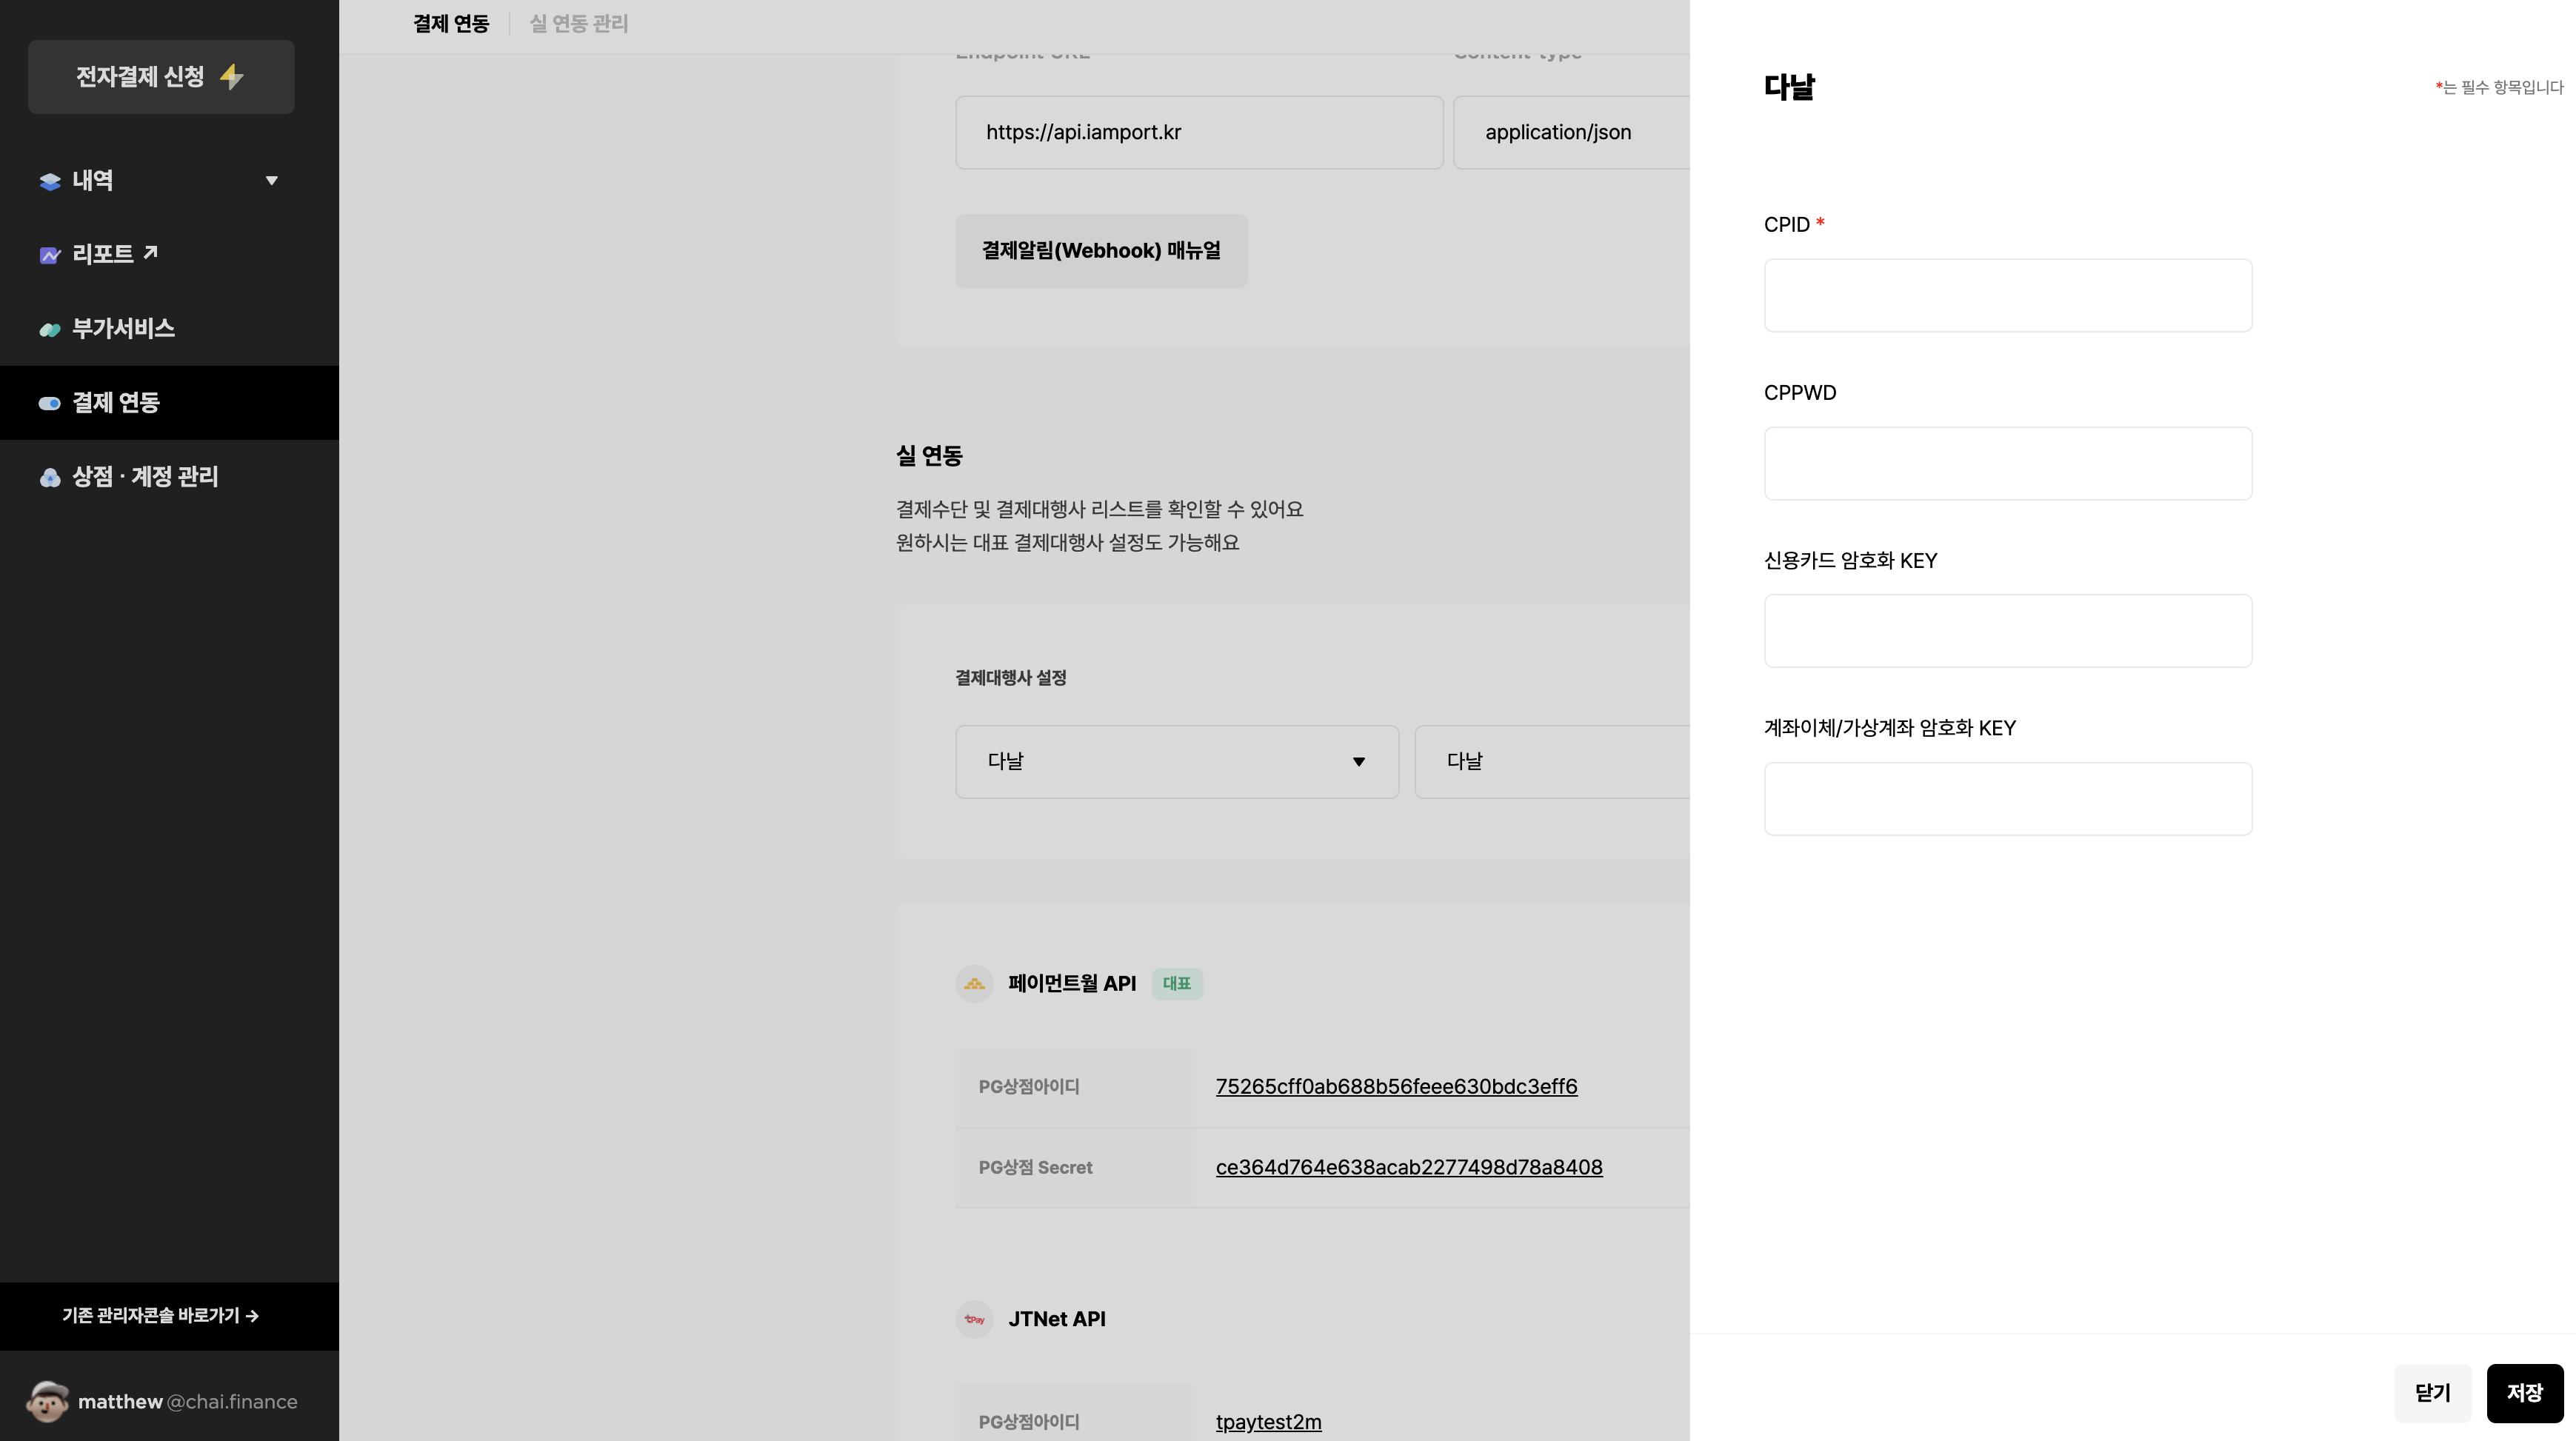 전자결제 신청
내역
리포트
부가서비스
결제 연동
상점 · 계정 관리
기존 관리자콘솔 바로가기 →
matthew @chai.finance
결제 연동
실 연동 관리
Endpoint URL
Content-type
https://api.iamport.kr
application/json
결제알림(Webhook) 매뉴얼
실 연동
결제수단 및 결제대행사 리스트를 확인할 수 있어요
원하시는 대표 결제대행사 설정도 가능해요
결제대행사 설정
다날
다날
페이먼트월 API
대표
PG상점아이디
75265cff0ab688b56feee630bdc3eff6
PG상점 Secret
ce364d764e638acab2277498d78a8408
tPay
JTNet API
PG상점아이디
tpaytest2m
다날
*는 필수 항목입니다
CPID *
CPPWD
신용카드 암호화 KEY
계좌이체/가상계좌 암호화 KEY
닫기
저장